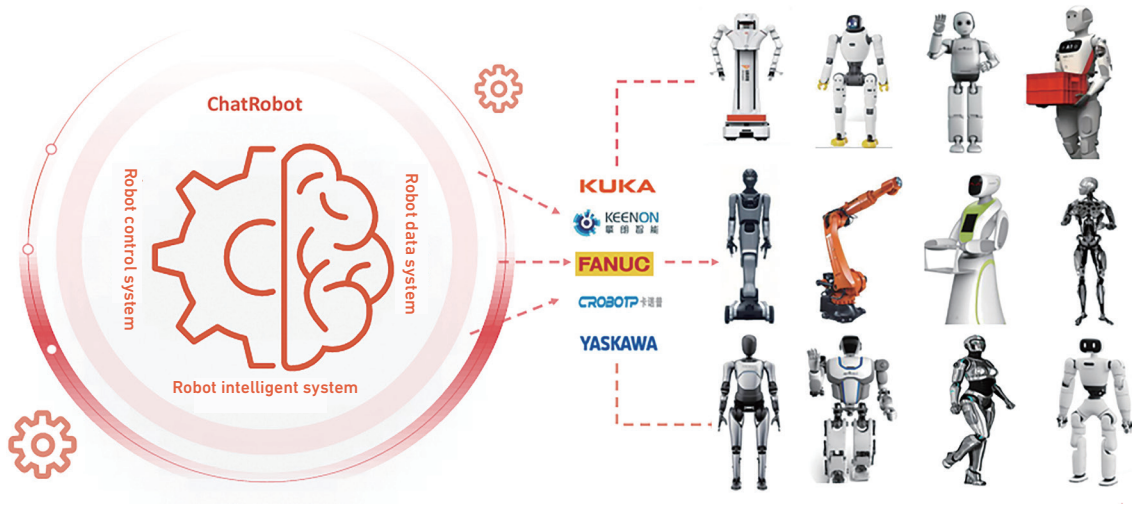 ChatRobot
Robot control system
Robot data system
Robot intelligent system
KUKA
KEENON
擎朗智能
FANUC
CROBOTP 卡诺普
YASKAWA